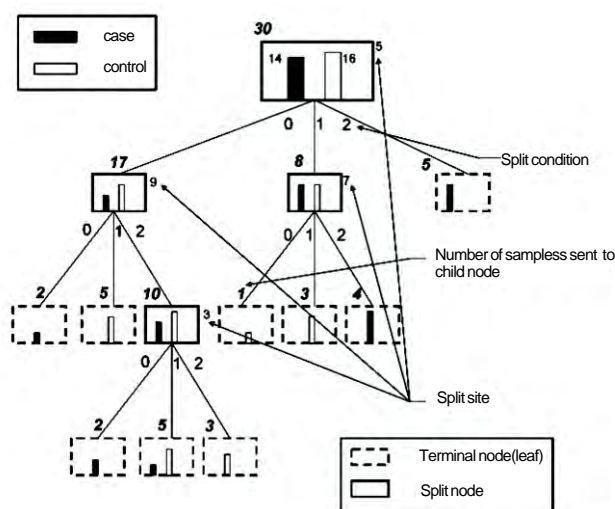 case
control
30
14
16
5
0 1 2
Split condition
17
9
8
7
5
0 1 2
0 1 2
Number of sampless sent to
child node
2
5
10
3
1
3
4
0 1 2
Split site
2
5
3
Terminal node(leaf)
Split node